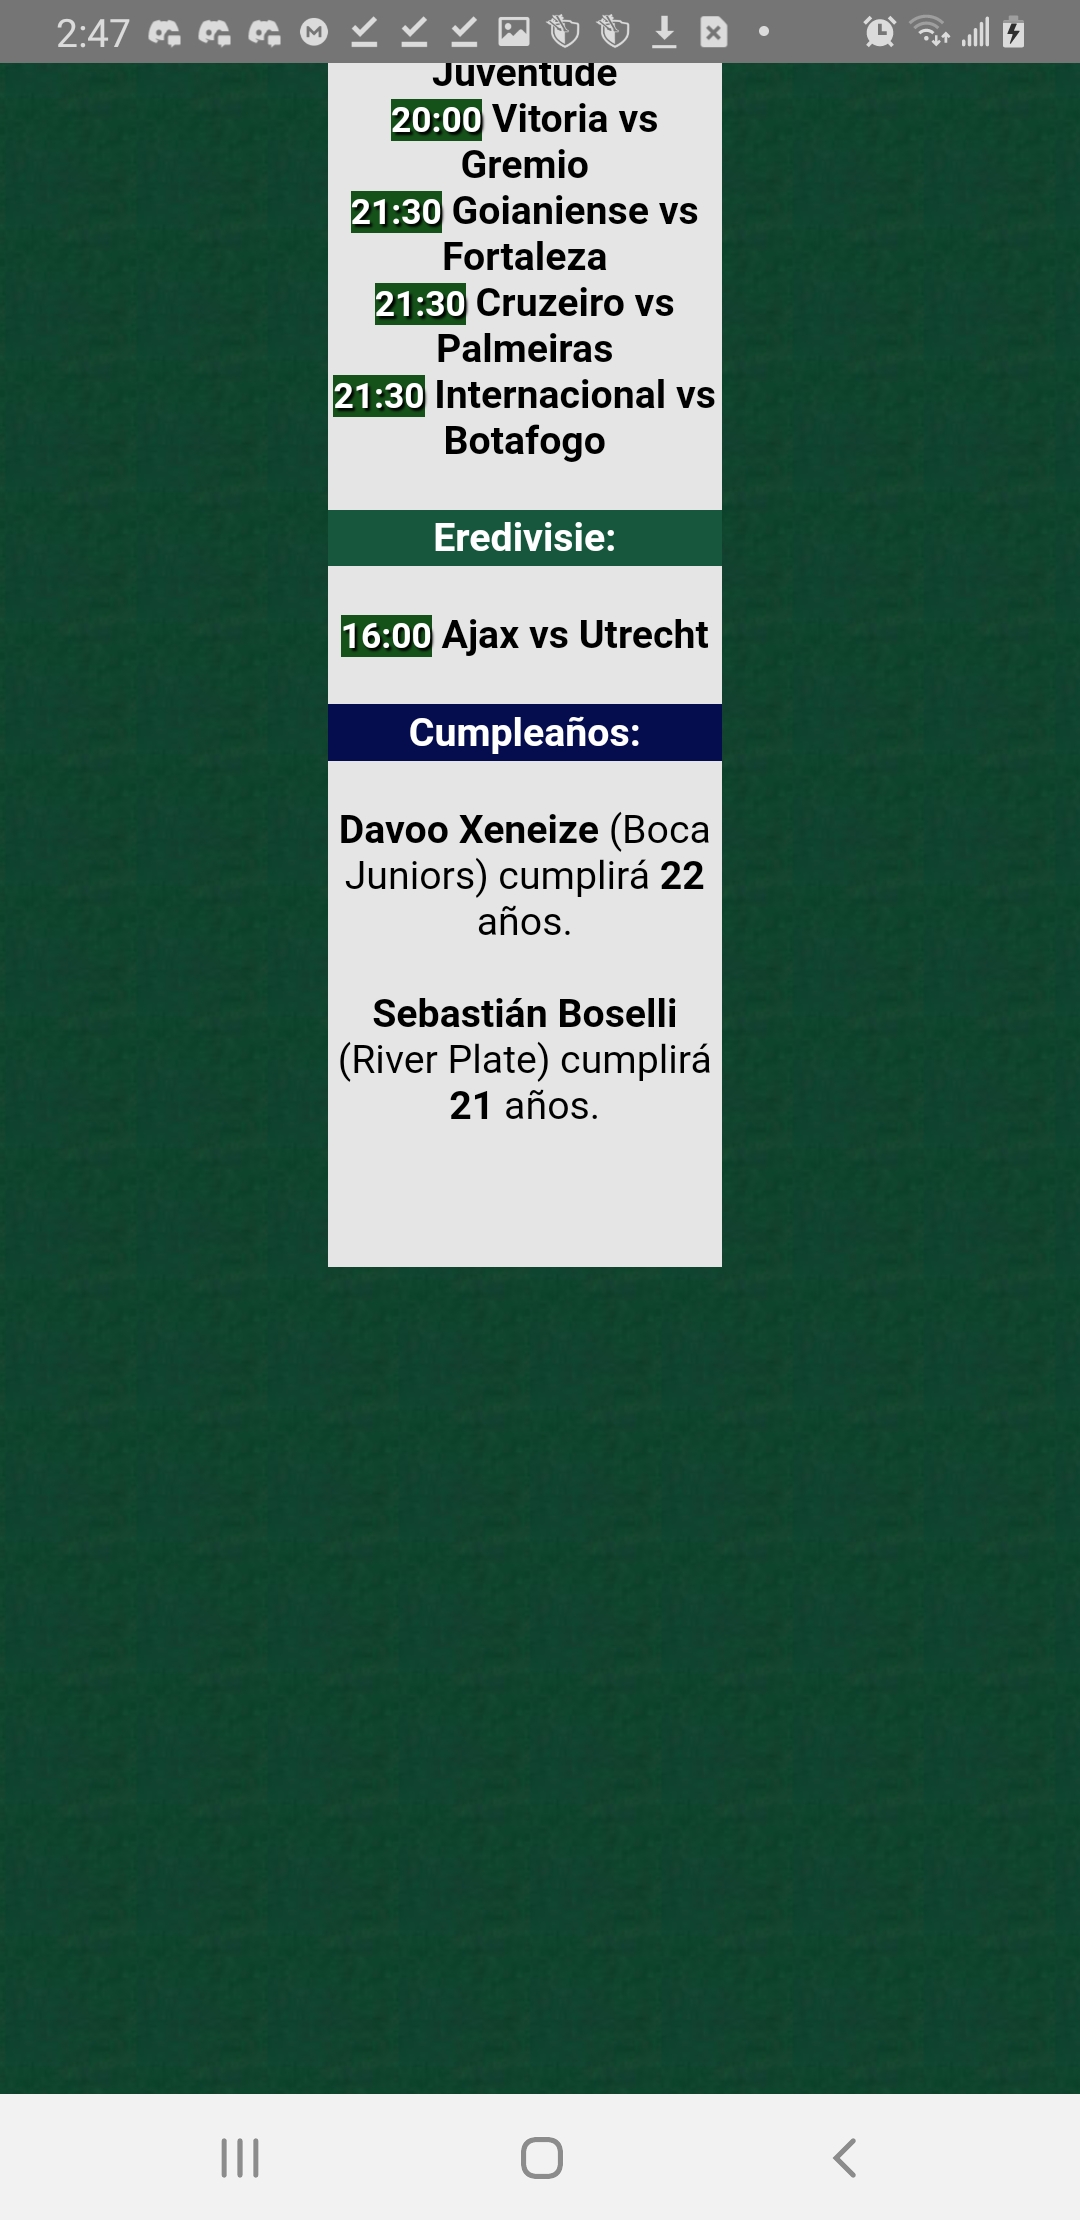 2:47
Juventude
20:00 Vitoria vs
Gremio
21:30 Goianiense vs
Fortaleza
21:30 Cruzeiro vs
Palmeiras
21:30 Internacional vs
Botafogo
Eredivisie:
16:00 Ajax vs Utrecht
Cumpleaños:
Davoo Xeneize (Boca
Juniors) cumplirá 22
años.
Sebastián Boselli
(River Plate) cumplirá
21 años.